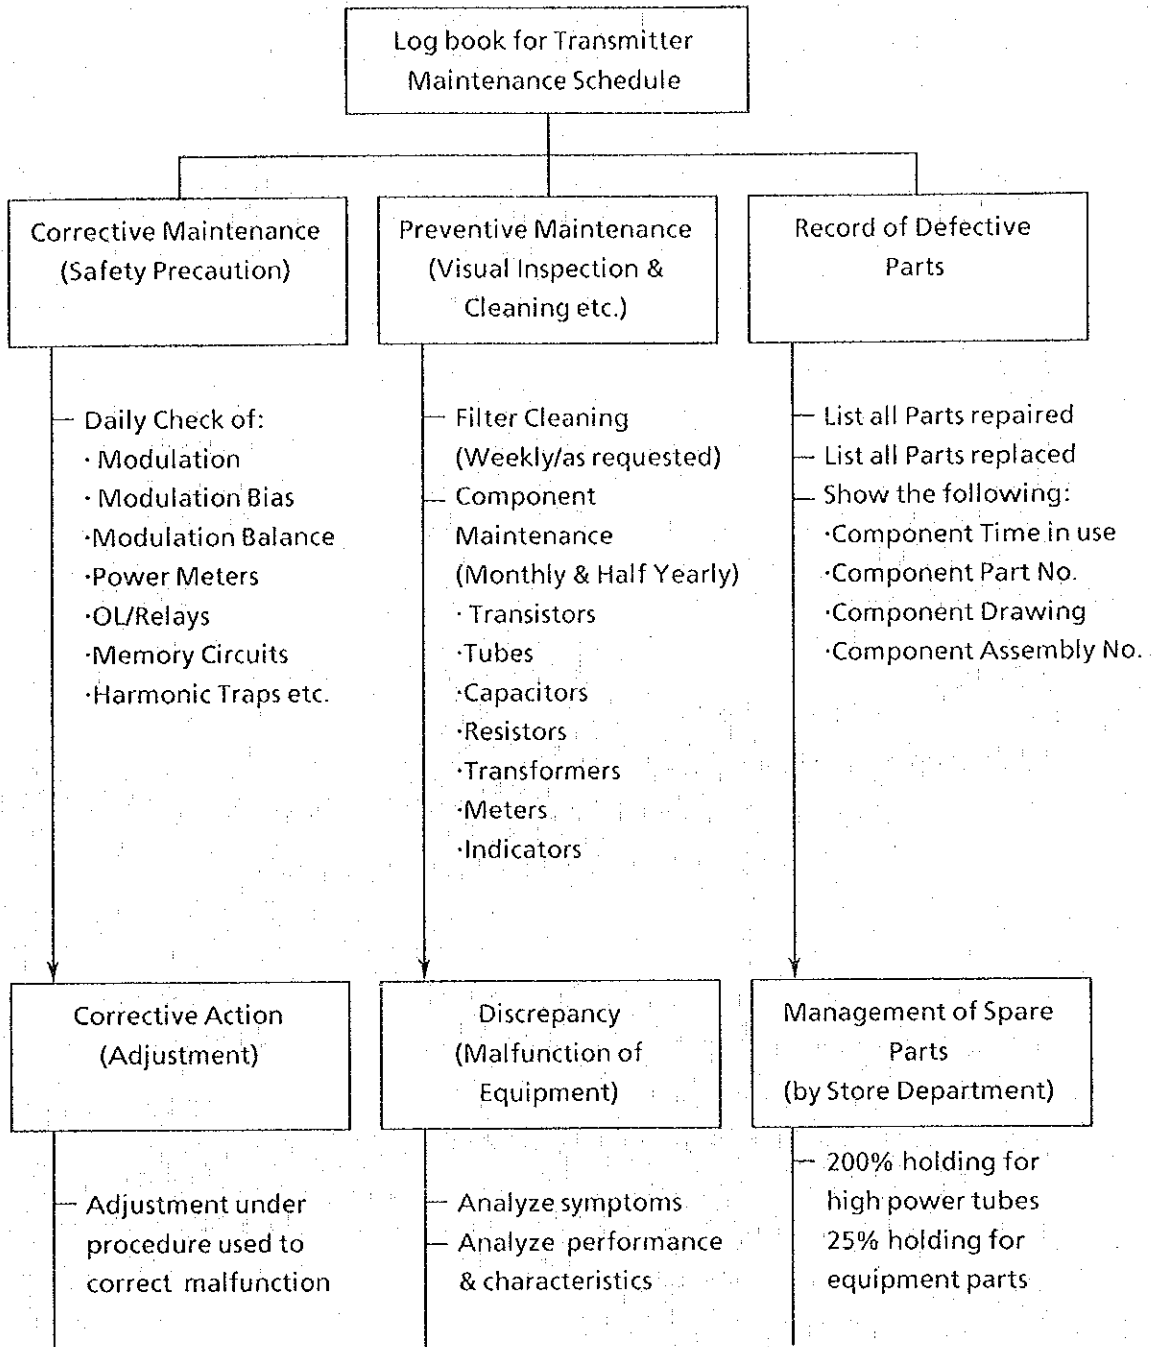 Log book for Transmitter
Maintenance Schedule
Corrective Maintenance
(Safety Precaution)
Preventive Maintenance
(Visual Inspection &
Cleaning etc.)
Record of Defective
Parts
Daily Check of:
· Modulation
· Modulation Bias
·Modulation Balance
·Power Meters
·OL/Relays
·Memory Circuits
·Harmonic Traps etc.
Filter Cleaning
(Weekly/as requested)
Component
Maintenance
(Monthly & Half Yearly)
· Transistors
·Tubes
·Capacitors
·Resistors
·Transformers
·Meters
·Indicators
List all Parts repaired
List all Parts replaced
Show the following:
·Component Time in use
·Component Part No.
·Component Drawing
·Component Assembly No.
Corrective Action
(Adjustment)
Discrepancy
(Malfunction of
Equipment)
Management of Spare
Parts
(by Store Department)
Adjustment under
procedure used to
correct malfunction
Analyze symptoms
Analyze performance
& characteristics
200% holding for
high power tubes
25% holding for
equipment parts